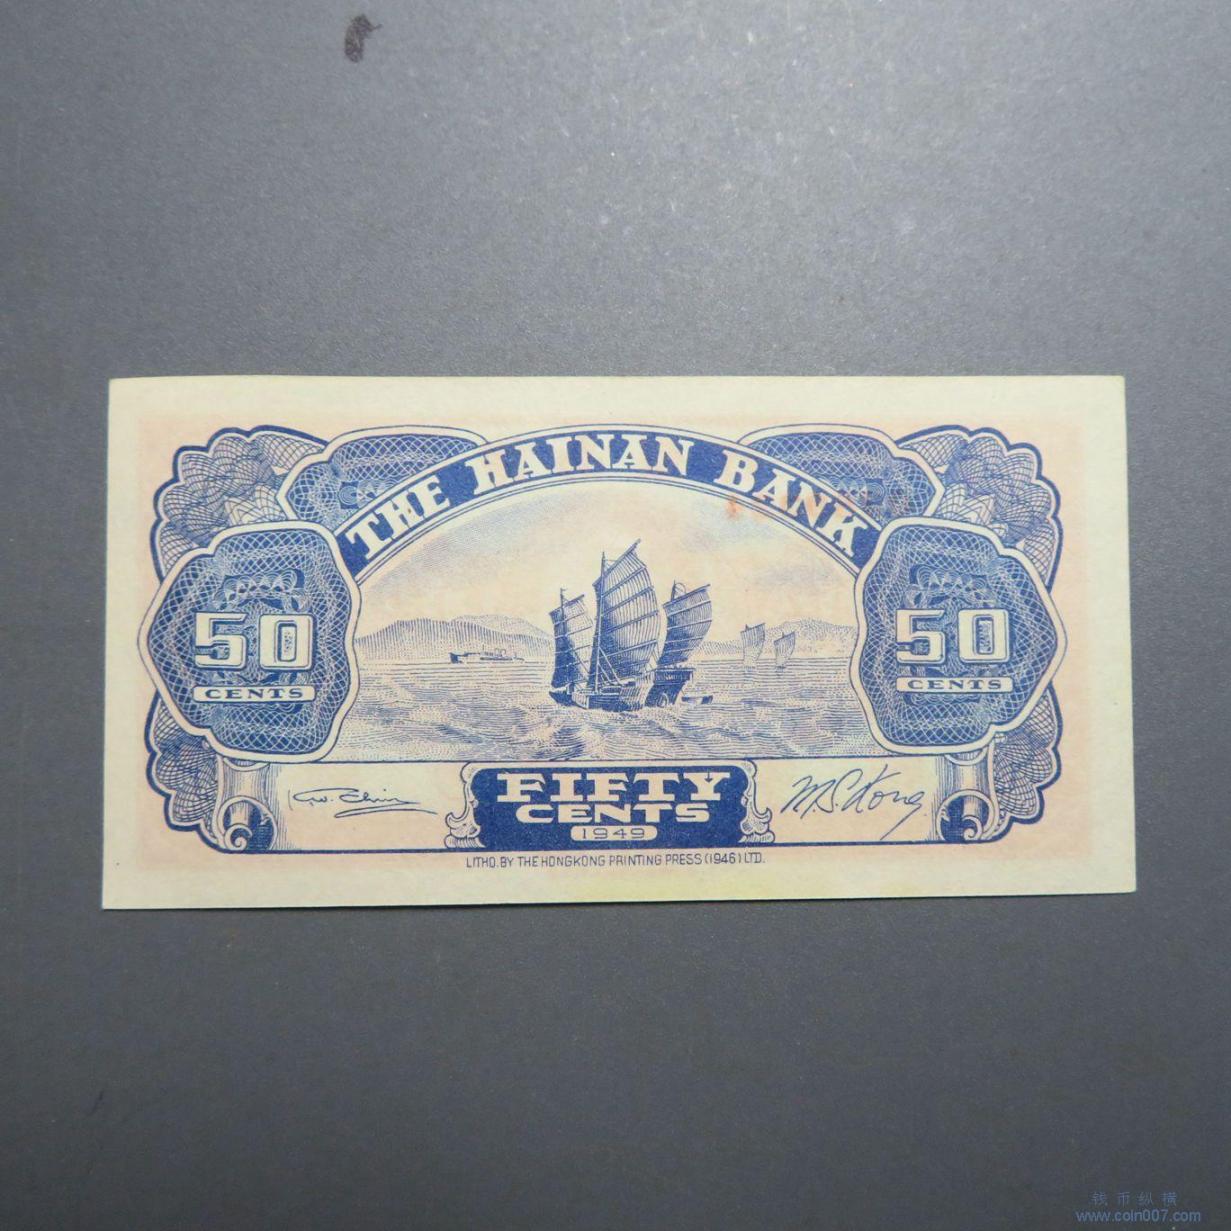 THE HAINAN BANK
50
CENTS
50
CENTS
FIFTY
CENTS
1949
LITHO. BY THE HONGKONG PRINTING PRESS (1946) LTD.
钱币纵横
www.coin007.com